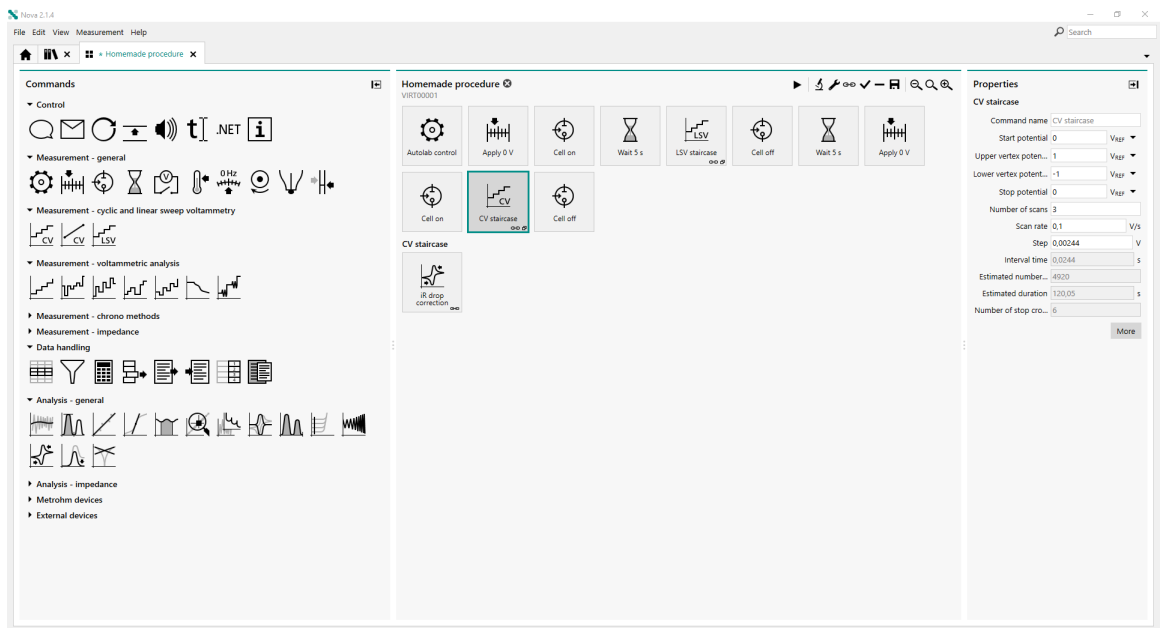 Nova 2.1.4
File Edit View Measurement Help
Search
Homemade procedure
Commands
Control
.NET
Measurement - general
0 Hz
Measurement - cyclic and linear sweep voltammetry
CV CV LSV
Measurement - voltammetric analysis
Measurement - chrono methods
Measurement - impedance
Data handling
Analysis - general
Analysis - impedance
Metrohm devices
External devices
Homemade procedure
VIRT00001
LSV
Autolab control Apply 0 V Cell on Wait 5 s LSV staircase Cell off Wait 5 s Apply 0 V
CV
Cell on CV staircase Cell off
CV staircase
iR drop
correction
Properties
CV staircase
Command name CV staircase
Start potential 0 VREF
Upper vertex poten... 1 VREF
Lower vertex potent... -1 VREF
Stop potential 0 VREF
Number of scans 3
Scan rate 0,1 V/s
Step 0,00244 V
Interval time 0,0244 s
Estimated number... 4920
Estimated duration 120,05 s
Number of stop cro... 6
More